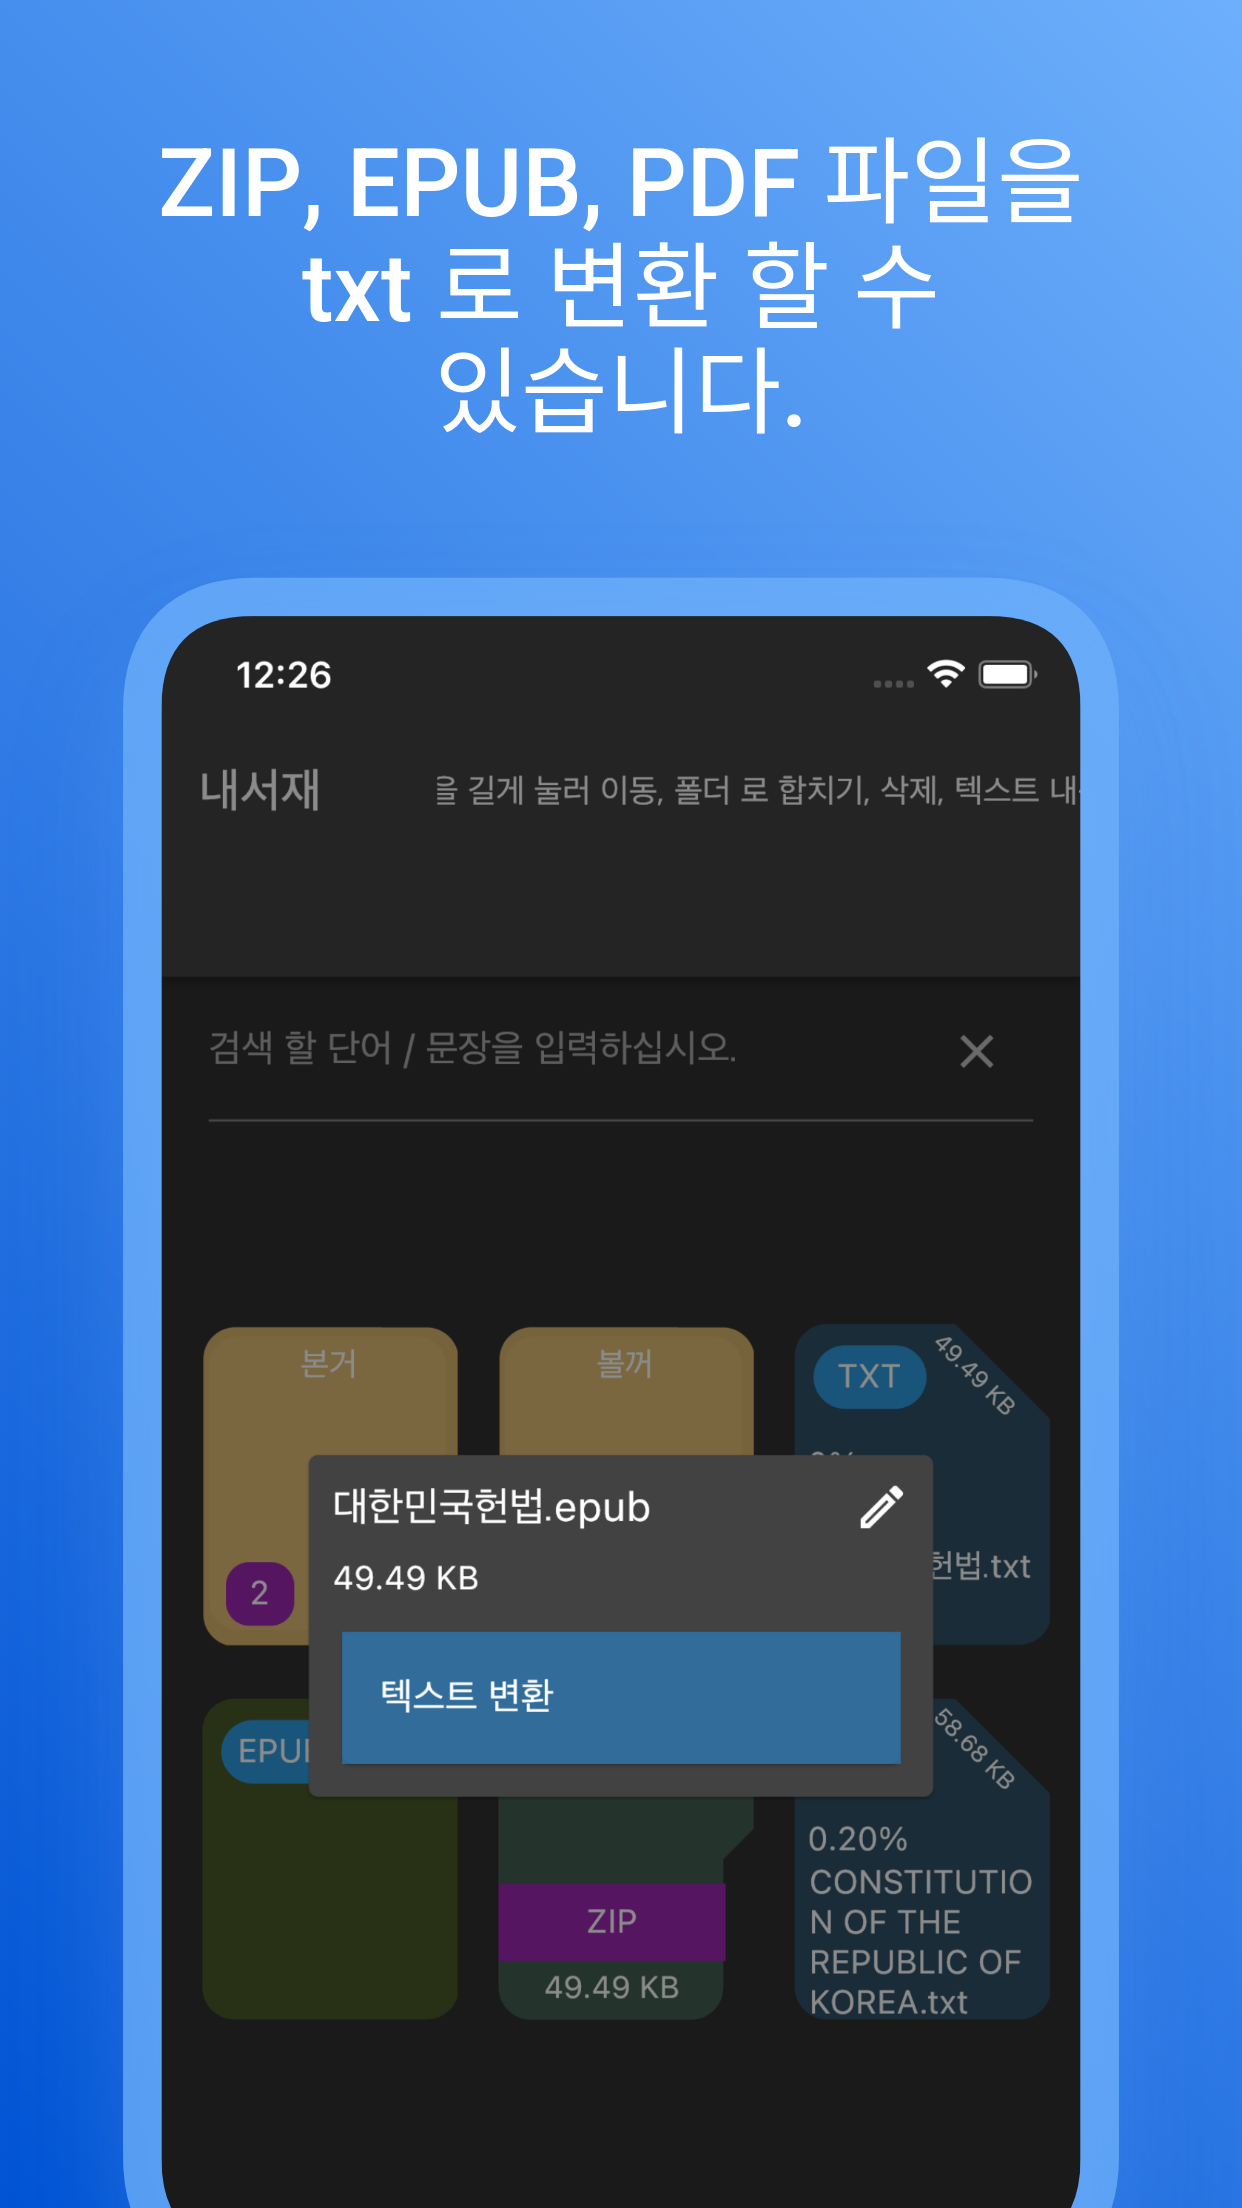 ZIP, EPUB, PDF 파일을
txt 로 변환 할 수
있습니다.
12:26
내서재
을 길게 눌러 이동, 폴더 로 합치기, 삭제, 텍스트 내
검색 할 단어 / 문장을 입력하십시오.
본거
볼꺼
TXT
49.49 KB
대한민국헌법.epub
49.49 KB
헌법.txt
2
텍스트 변환
EPU
58.68 KB
0.20%
CONSTITUTIO
N OF THE
REPUBLIC OF
KOREA.txt
ZIP
49.49 KB